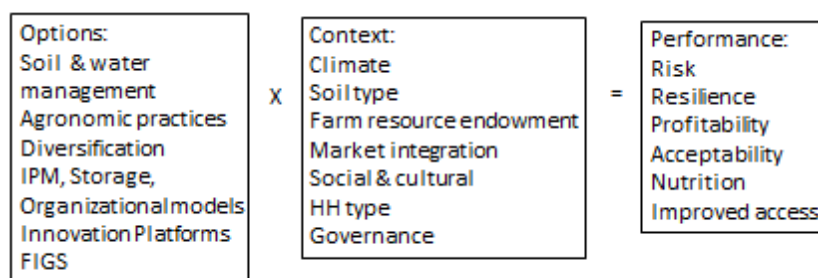 Options:
Soil & water
management
Agronomic practices
Diversification
IPM, Storage,
Organizational models
Innovation Platforms
FIGS
X
Context:
Climate
Soil type
Farm resource endowment
Market integration
Social & cultural
HH type
Governance
=
Performance:
Risk
Resilience
Profitability
Acceptability
Nutrition
Improved access